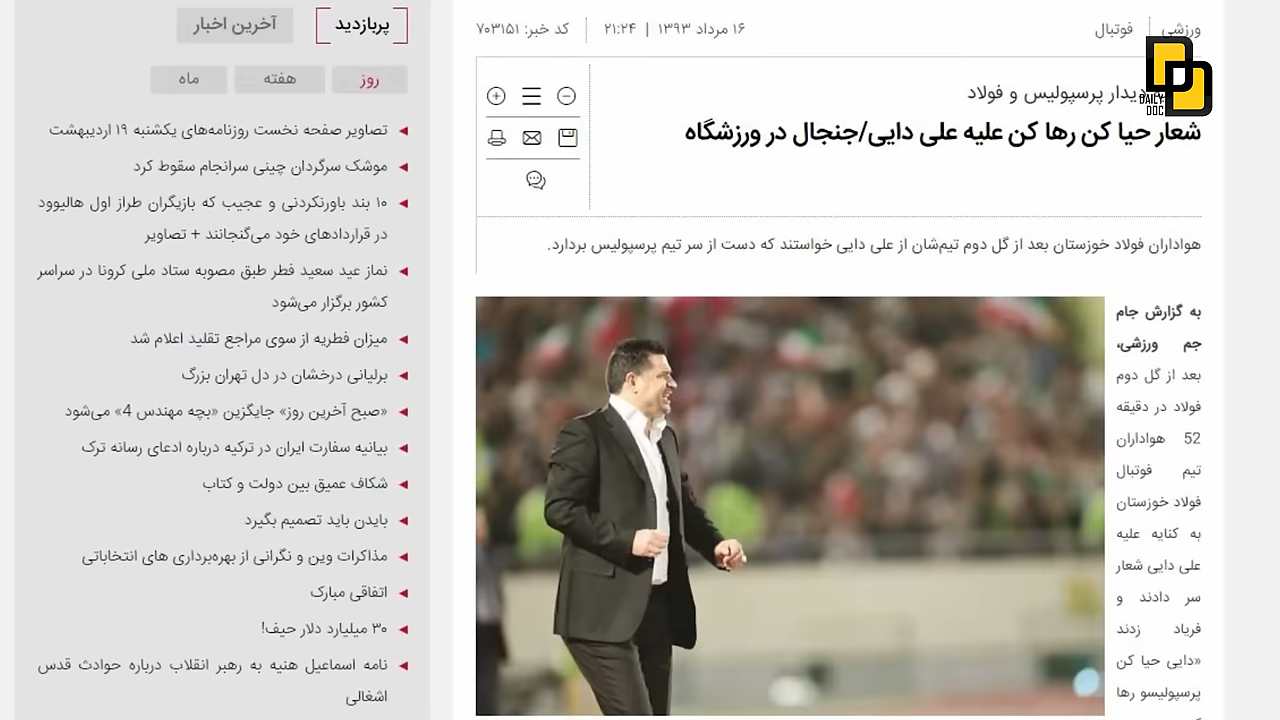 ورزشی | فوتبال
۱۶ مرداد ۱۳۹۳ | ۲۱:۲۴
کد خبر: ۷۰۳۱۵۱
DAILY
DOC
دیدار پرسپولیس و فولاد
شعار حیا کن رها کن علیه علی دایی/جنجال در ورزشگاه
هواداران فولاد خوزستان بعد از گل دوم تیم‌شان از علی دایی خواستند که دست از سر تیم پرسپولیس بردارد.
به گزارش جام
جم ورزشی،
بعد از گل دوم
فولاد در دقیقه
52 هواداران
تیم فوتبال
فولاد خوزستان
به کنایه علیه
علی دایی شعار
سر دادند و
فریاد زدند
«دایی حیا کن
پرسپولیسو رها
پربازدید
آخرین اخبار
روز
هفته
ماه
تصاویر صفحه نخست روزنامه‌های یکشنبه ۱۹ اردیبهشت
موشک سرگردان چینی سرانجام سقوط کرد
۱۰ بند باورنکردنی و عجیب که بازیگران طراز اول هالیوود
در قراردادهای خود می‌گنجانند + تصاویر
نماز عید سعید فطر طبق مصوبه ستاد ملی کرونا در سراسر
کشور برگزار می‌شود
میزان فطریه از سوی مراجع تقلید اعلام شد
برلیانی درخشان در دل تهران بزرگ
«صبح آخرین روز» جایگزین «بچه مهندس 4» می‌شود
بیانیه سفارت ایران در ترکیه درباره ادعای رسانه ترک
شکاف عمیق بین دولت و کتاب
بایدن باید تصمیم بگیرد
مذاکرات وین و نگرانی از بهره‌برداری های انتخاباتی
اتفاقی مبارک
۳۰ میلیارد دلار حیف!
نامه اسماعیل هنیه به رهبر انقلاب درباره حوادث قدس
اشغالی